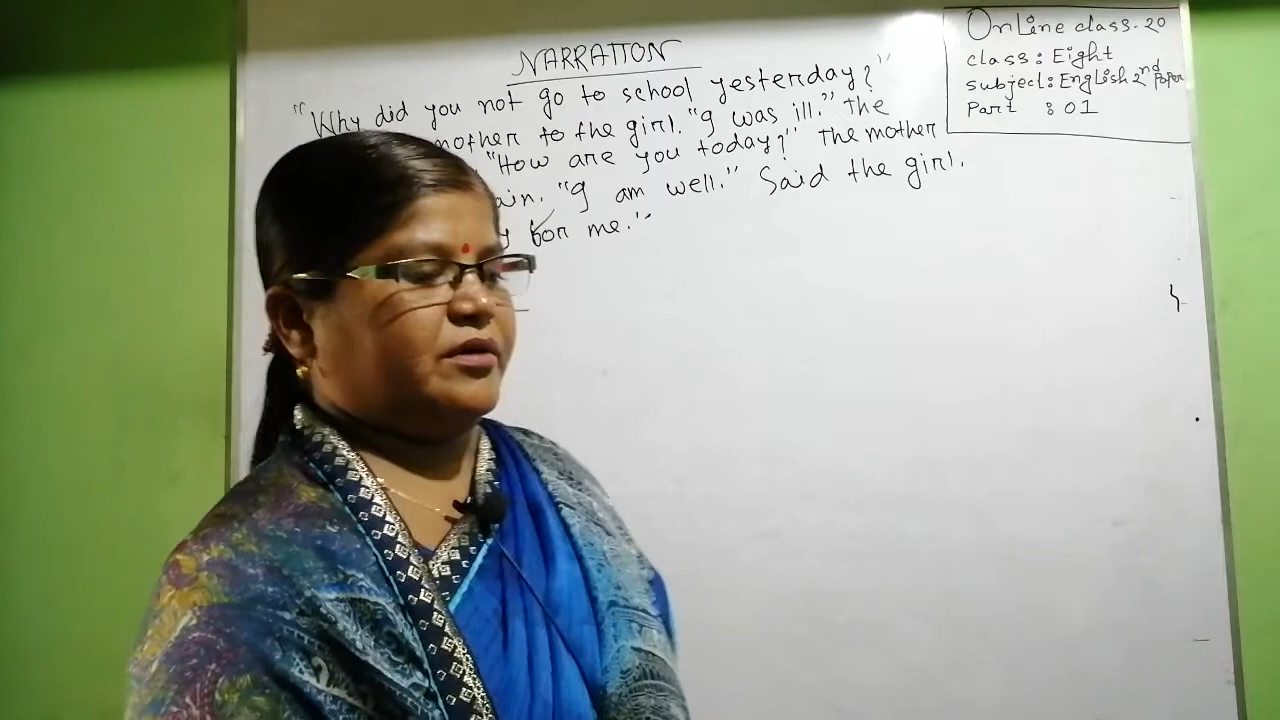 NARRATION
"Why did you not go to school yesterday?"
mother to the girl. "I was ill." The
"How are you today?" The mother
"I am well." Said the girl.
for me."
OnLine class-20
class: Eight
subject: English 2nd Paper
Part : 01